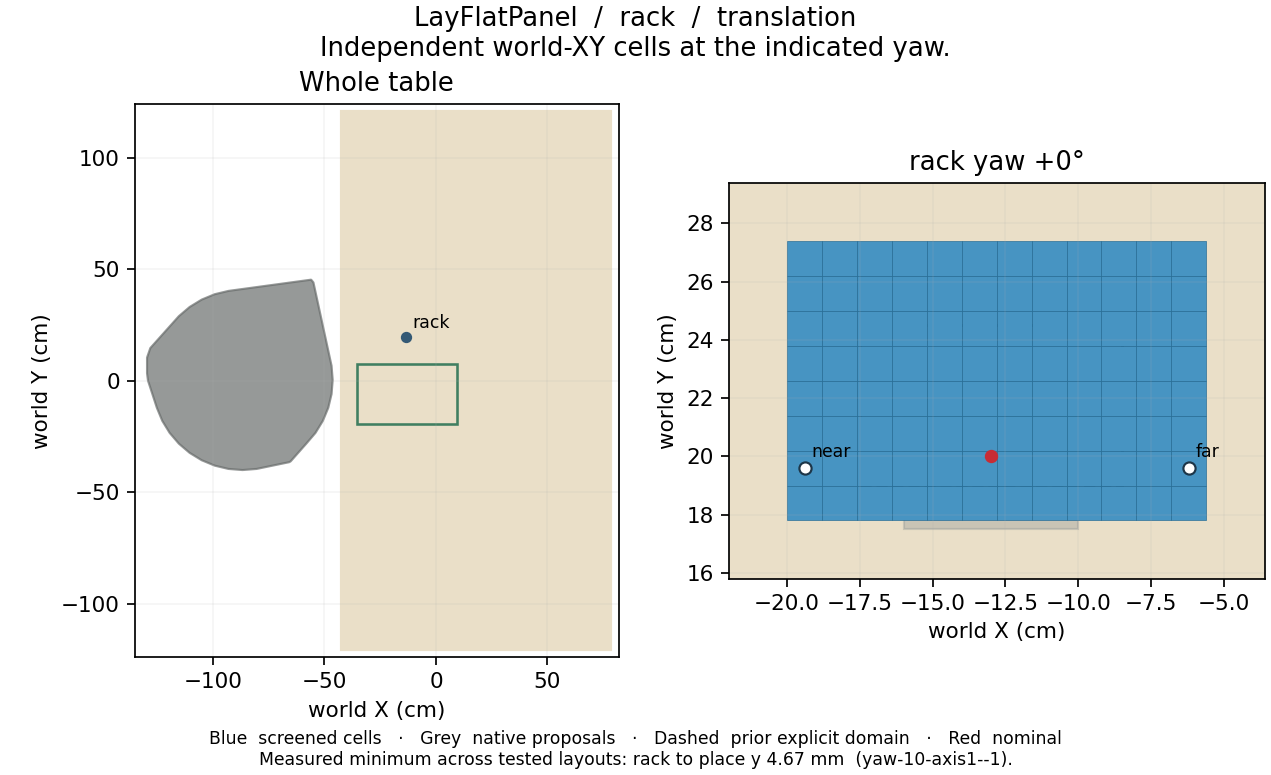 LayFlatPanel / rack / translation
Independent world-XY cells at the indicated yaw.
Whole table
world Y (cm)
100
50
0
−50
−100
rack
−100
−50
0
50
world X (cm)
rack yaw +0°
world Y (cm)
28
26
24
22
20
18
16
near
far
−20.0
−17.5
−15.0
−12.5
−10.0
−7.5
−5.0
world X (cm)
Blue screened cells · Grey native proposals · Dashed prior explicit domain · Red nominal
Measured minimum across tested layouts: rack to place y 4.67 mm (yaw-10-axis1--1).